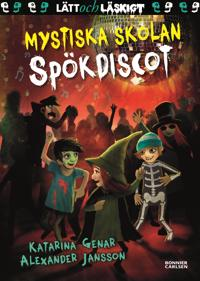 LÄTT och LÄSKIGT
MYSTISKA SKOLAN
SPÖKDISCOT
KATARINA GENAR
ALEXANDER JANSSON
BONNIER
CARLSEN